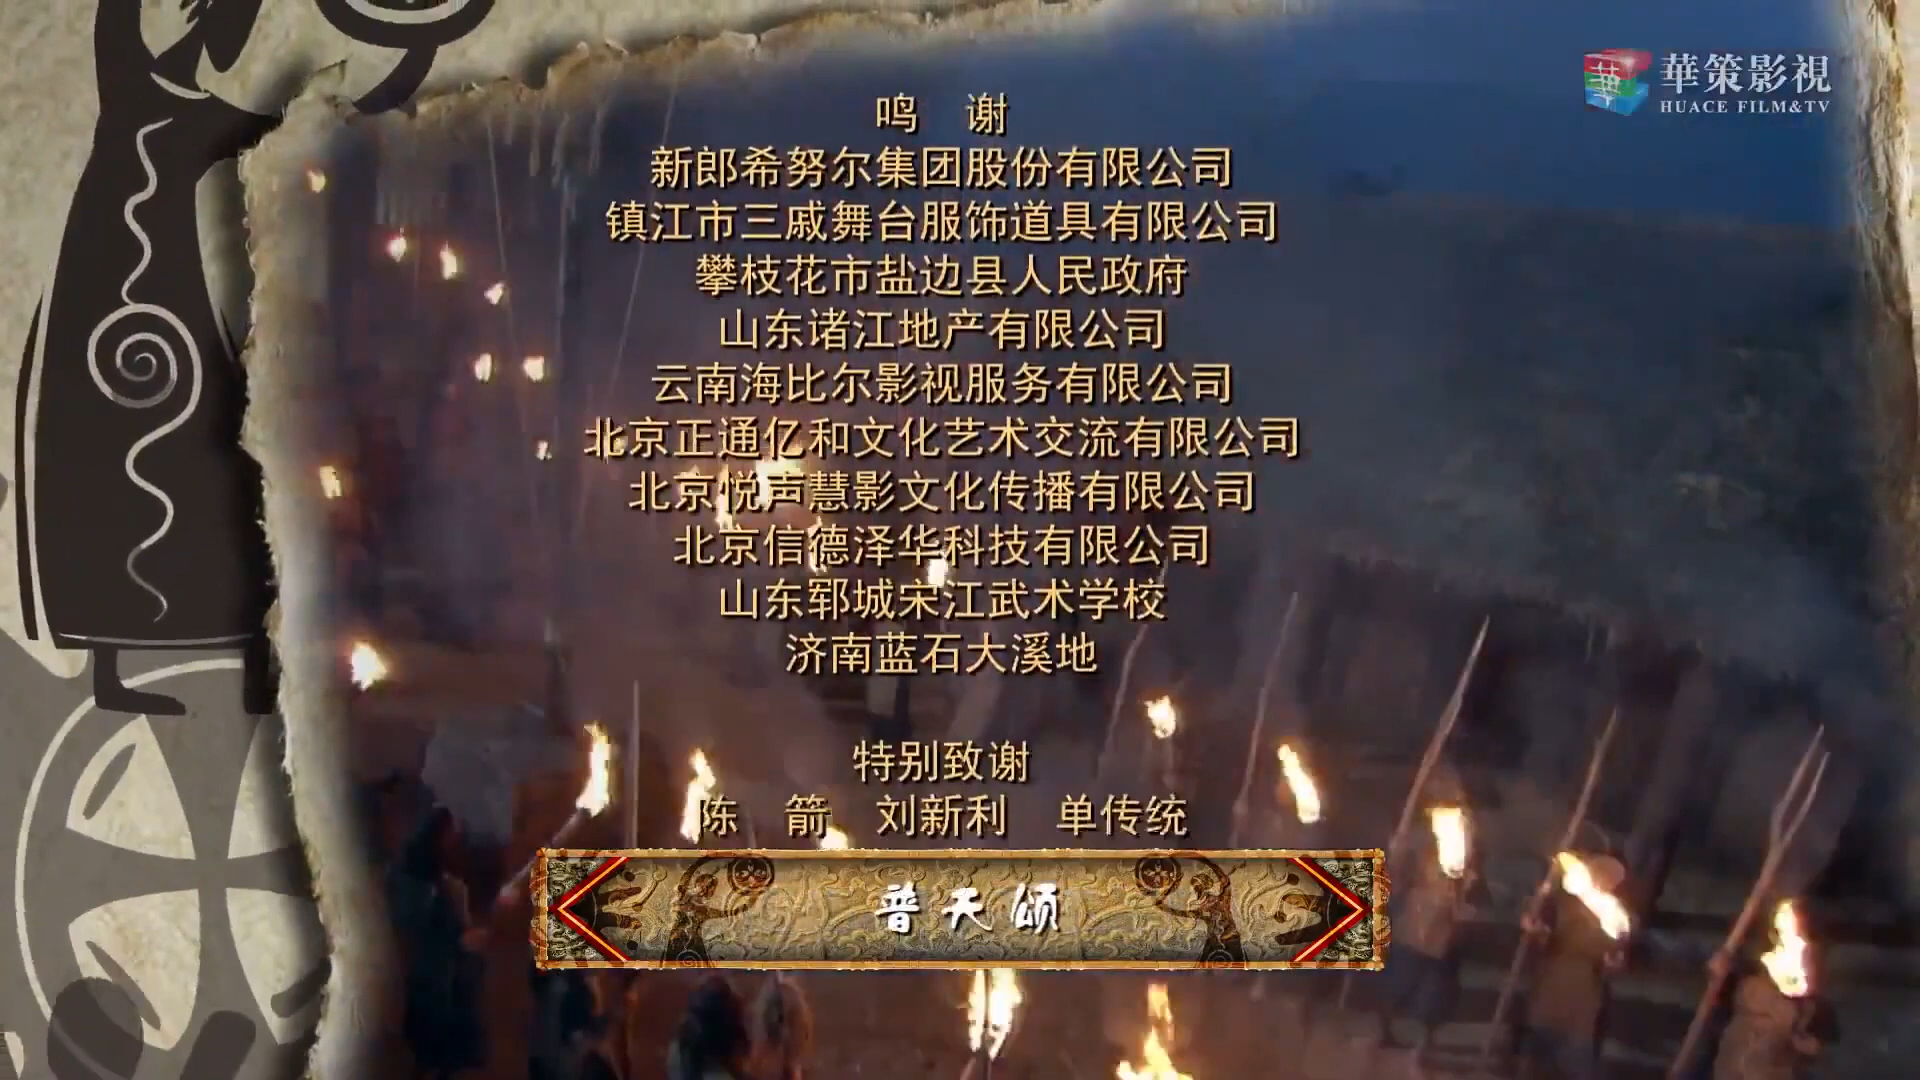 華策影視
HUACE FILM&TV
鸣 谢
新郎希努尔集团股份有限公司
镇江市三戚舞台服饰道具有限公司
攀枝花市盐边县人民政府
山东诸江地产有限公司
云南海比尔影视服务有限公司
北京正通亿和文化艺术交流有限公司
北京悦声慧影文化传播有限公司
北京信德泽华科技有限公司
山东郓城宋江武术学校
济南蓝石大溪地
特别致谢
陈 箭 刘新利 单传统
普天颂